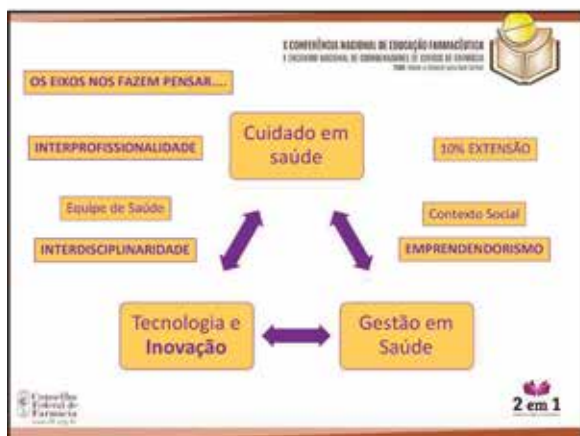 X CONFERÊNCIA NACIONAL DE EDUCAÇÃO FARMACÊUTICA
OS EIXOS NOS FAZEM PENSAR....
Cuidado em
saúde
INTERPROFISSIONALIDADE
10% EXTENSÃO
Equipe de Saúde
Contexto Social
INTERDISCIPLINARIDADE
EMPRENDENDORISMO
Tecnologia e
Inovação
Gestão em
Saúde
Conselho
Federal de
Farmácia
2 em 1